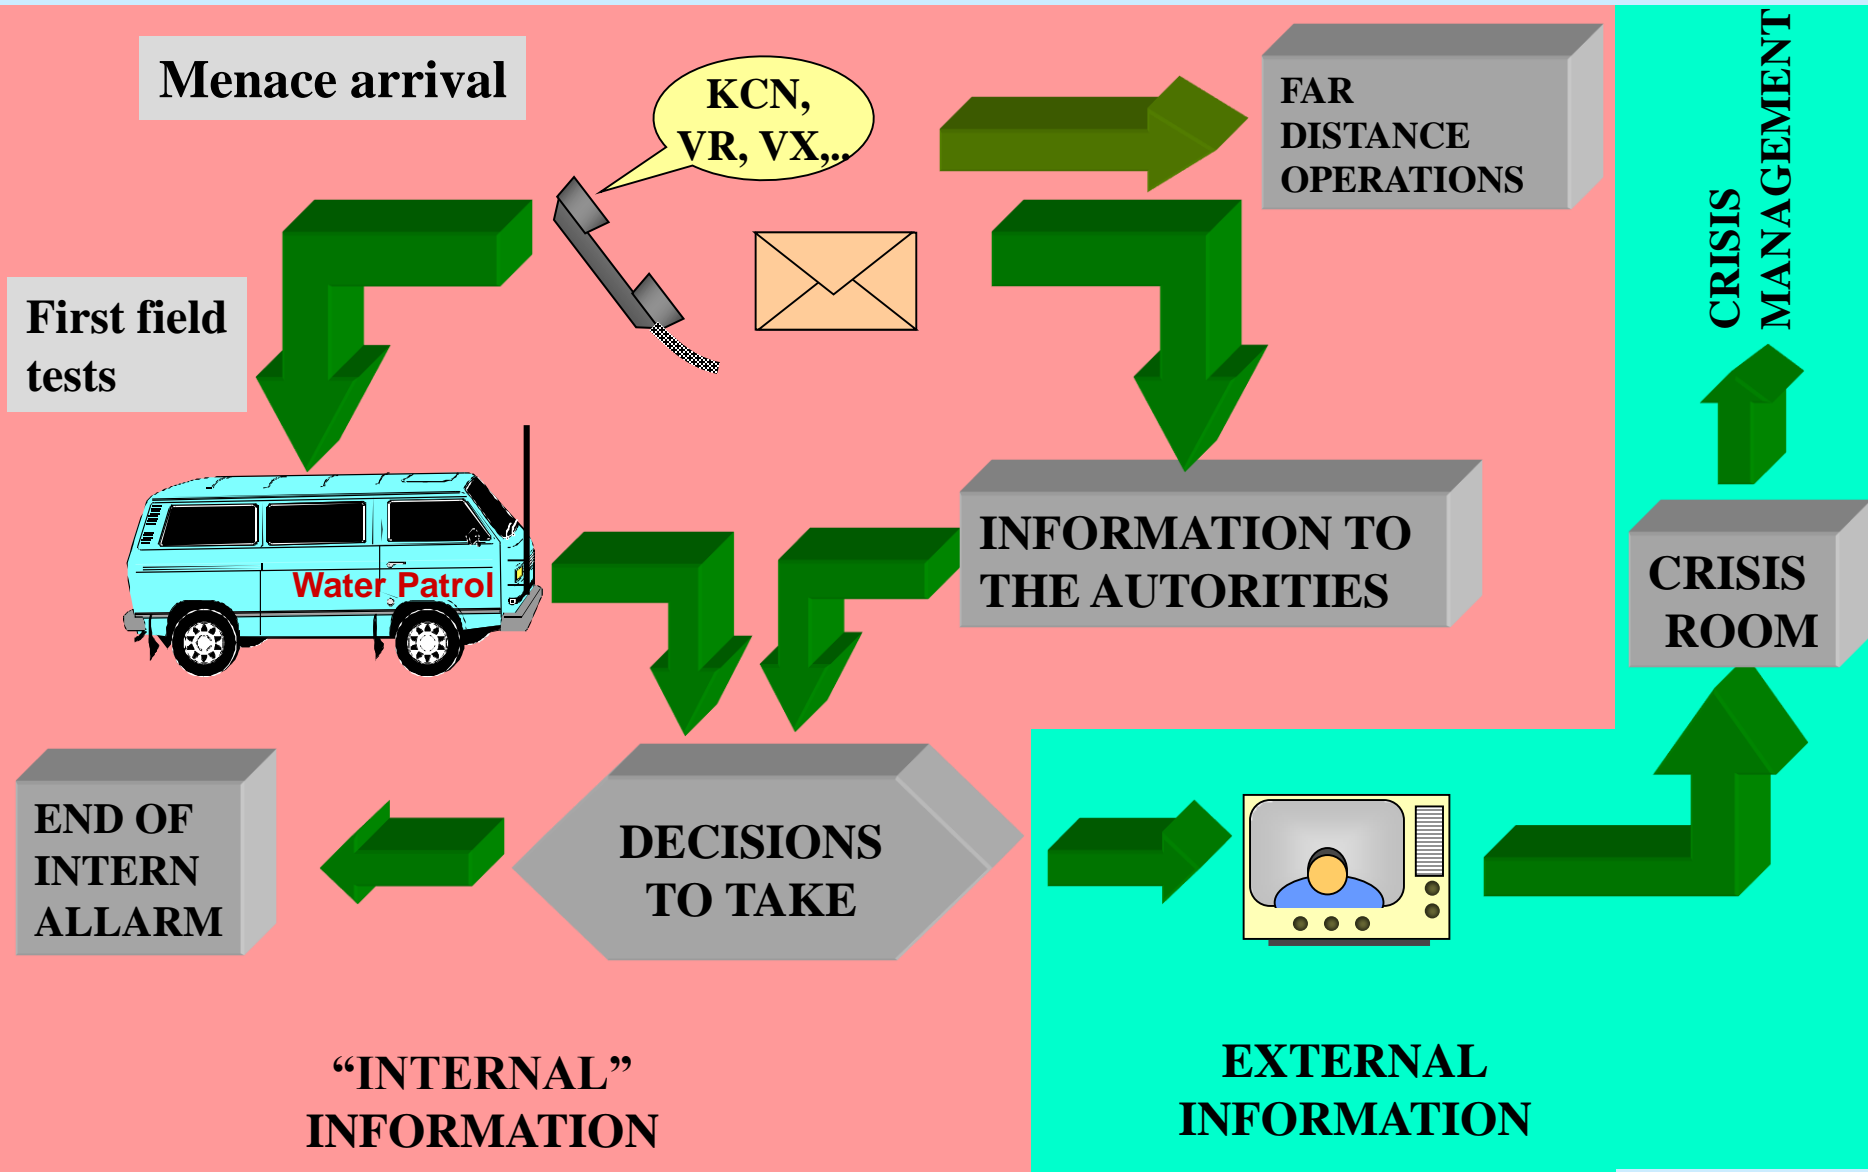 Menace arrival
KCN,
VR, VX,..
FAR
DISTANCE
OPERATIONS
CRISIS
MANAGEMENT
First field
tests
Water Patrol
INFORMATION TO
THE AUTORITIES
CRISIS
ROOM
END OF
INTERN
ALLARM
DECISIONS
TO TAKE
“INTERNAL”
INFORMATION
EXTERNAL
INFORMATION